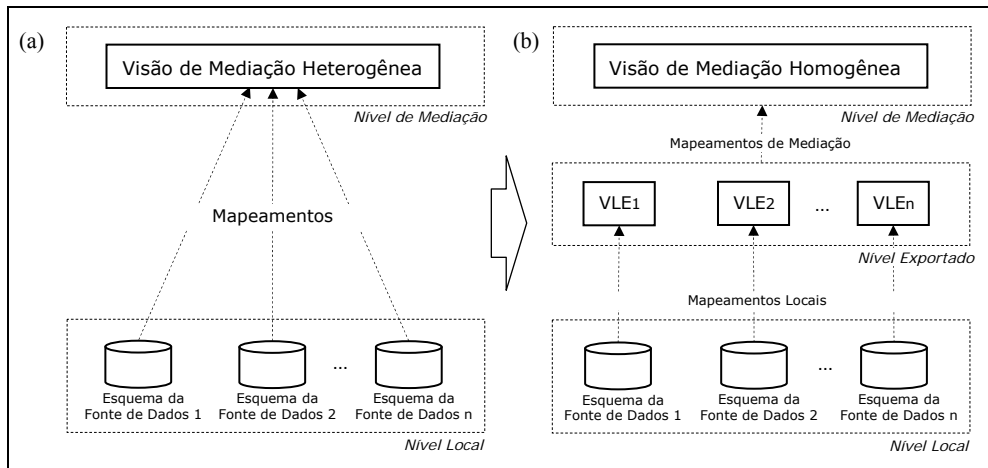 (a)
Visão de Mediação Heterogênea
Nível de Mediação
Mapeamentos
...
Esquema da
Fonte de Dados 1
Esquema da
Fonte de Dados 2
Esquema da
Fonte de Dados n
Nível Local
(b)
Visão de Mediação Homogênea
Nível de Mediação
Mapeamentos de Mediação
VLE1
VLE2
...
VLEn
Nível Exportado
Mapeamentos Locais
...
Esquema da
Fonte de Dados 1
Esquema da
Fonte de Dados 2
Esquema da
Fonte de Dados n
Nível Local